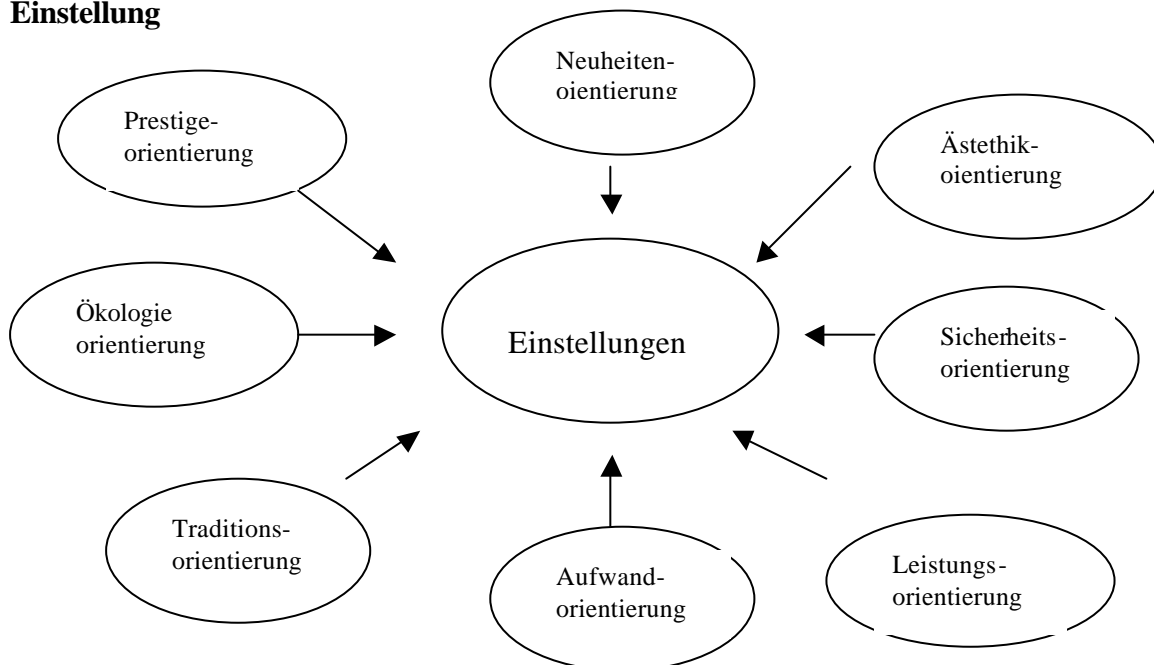 Einstellung
Neuheiten-
oientierung
Prestige-
orientierung
Ästethik-
oientierung
Ökologie
orientierung
Einstellungen
Sicherheits-
orientierung
Traditions-
orientierung
Aufwand-
orientierung
Leistungs-
orientierung